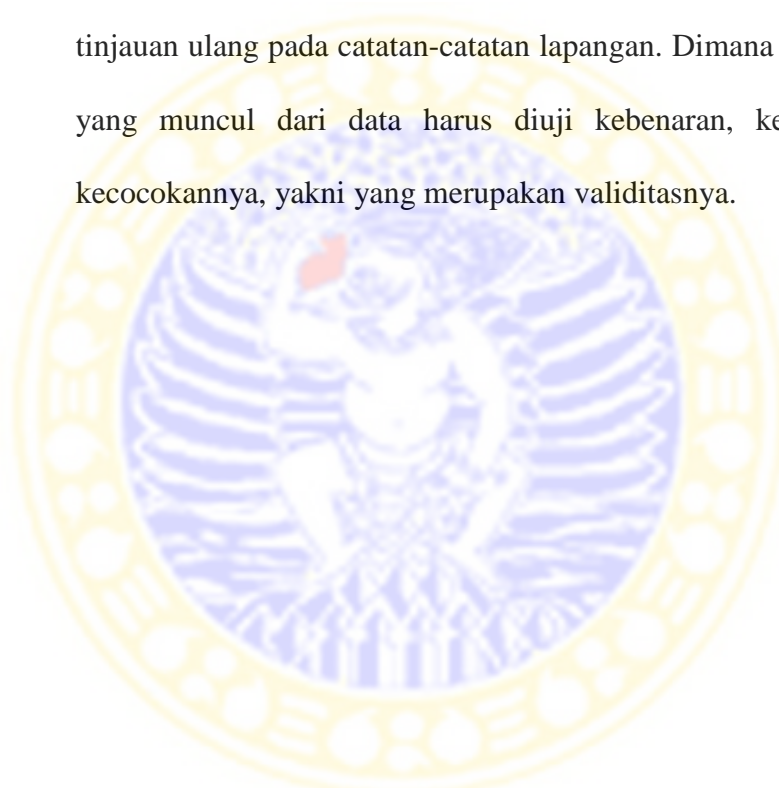 tinjauan ulang pada catatan-catatan lapangan. Dimana
yang muncul dari data harus diuji kebenaran, ke
kecocokannya, yakni yang merupakan validitasnya.